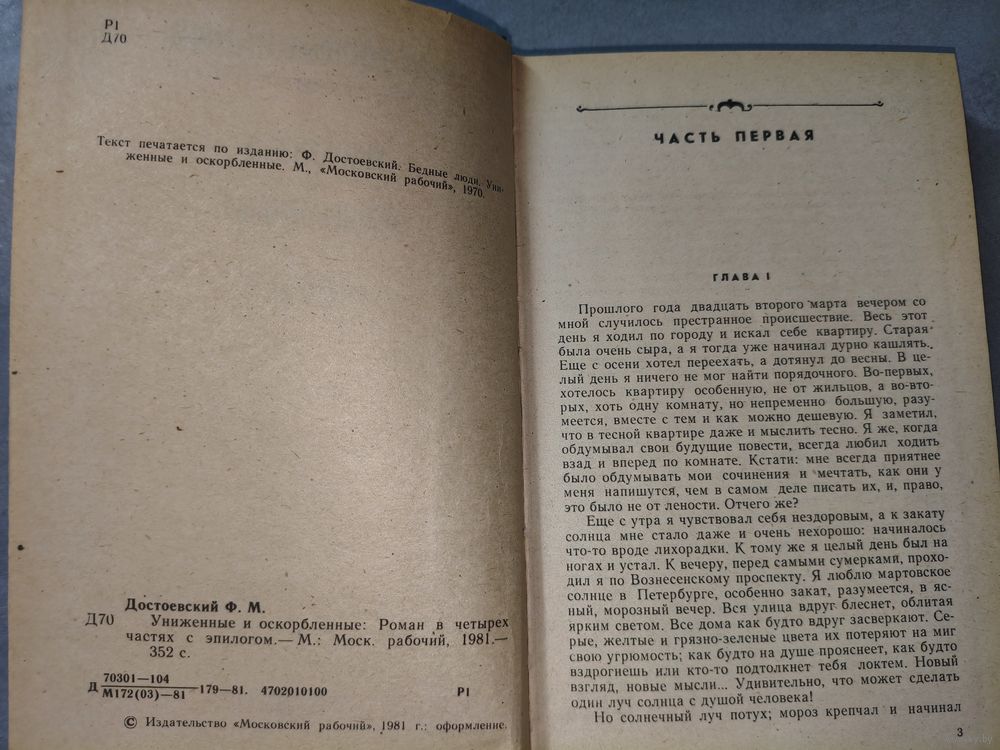 Р1
Д70
Текст печатается по изданию: Ф. Достоевский. Бедные люди. Уни-
женные и оскорбленные. М., «Московский рабочий», 1970.
Достоевский Ф. М.
Д70 Униженные и оскорбленные: Роман в четырех
частях с эпилогом.— М.: Моск. рабочий, 1981.—
352 с.
70301—104
Д М172(03)—81 —179—81. 4702010100 Р1
© Издательство «Московский рабочий», 1981 г.: оформление.
ЧАСТЬ ПЕРВАЯ
ГЛАВА I
Прошлого года двадцать второго марта вечером со
мной случилось престранное происшествие. Весь этот
день я ходил по городу и искал себе квартиру. Старая
была очень сыра, а я тогда уже начинал дурно кашлять.
Еще с осени хотел переехать, а дотянул до весны. В це-
лый день я ничего не мог найти порядочного. Во-первых,
хотелось квартиру особенную, не от жильцов, а во-вто-
рых, хоть одну комнату, но непременно большую, разу-
меется, вместе с тем и как можно дешевую. Я заметил,
что в тесной квартире даже и мыслить тесно. Я же, когда
обдумывал свои будущие повести, всегда любил ходить
взад и вперед по комнате. Кстати: мне всегда приятнее
было обдумывать мои сочинения и мечтать, как они у
меня напишутся, чем в самом деле писать их, и, право,
это было не от лености. Отчего же?
Еще с утра я чувствовал себя нездоровым, а к закату
солнца мне стало даже и очень нехорошо: начиналось
что-то вроде лихорадки. К тому же я целый день был на
ногах и устал. К вечеру, перед самыми сумерками, прохо-
дил я по Вознесенскому проспекту. Я люблю мартовское
солнце в Петербурге, особенно закат, разумеется, в яс-
ный, морозный вечер. Вся улица вдруг блеснет, облитая
ярким светом. Все дома как будто вдруг засверкают. Се-
рые, желтые и грязно-зеленые цвета их потеряют на миг
свою угрюмость; как будто на душе прояснеет, как будто
вздрогнешь или кто-то подтолкнет тебя локтем. Новый
взгляд, новые мысли... Удивительно, что может сделать
один луч солнца с душой человека!
Но солнечный луч потух; мороз крепчал и начинал
3